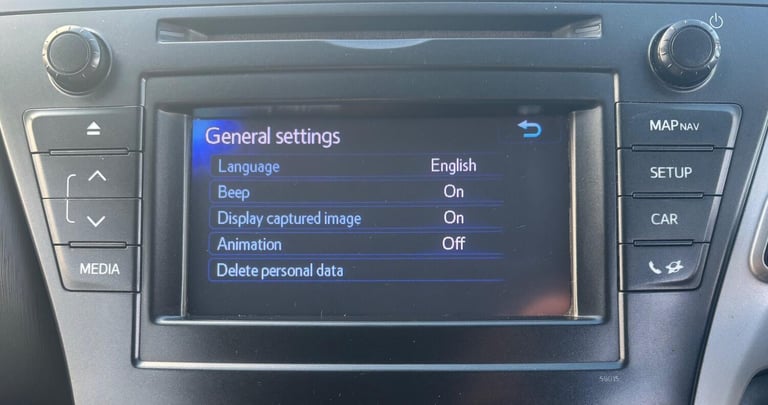 General settings
Language English
Beep On
Display captured image On
Animation Off
Delete personal data
MEDIA
MAP NAV
SETUP
CAR
59015